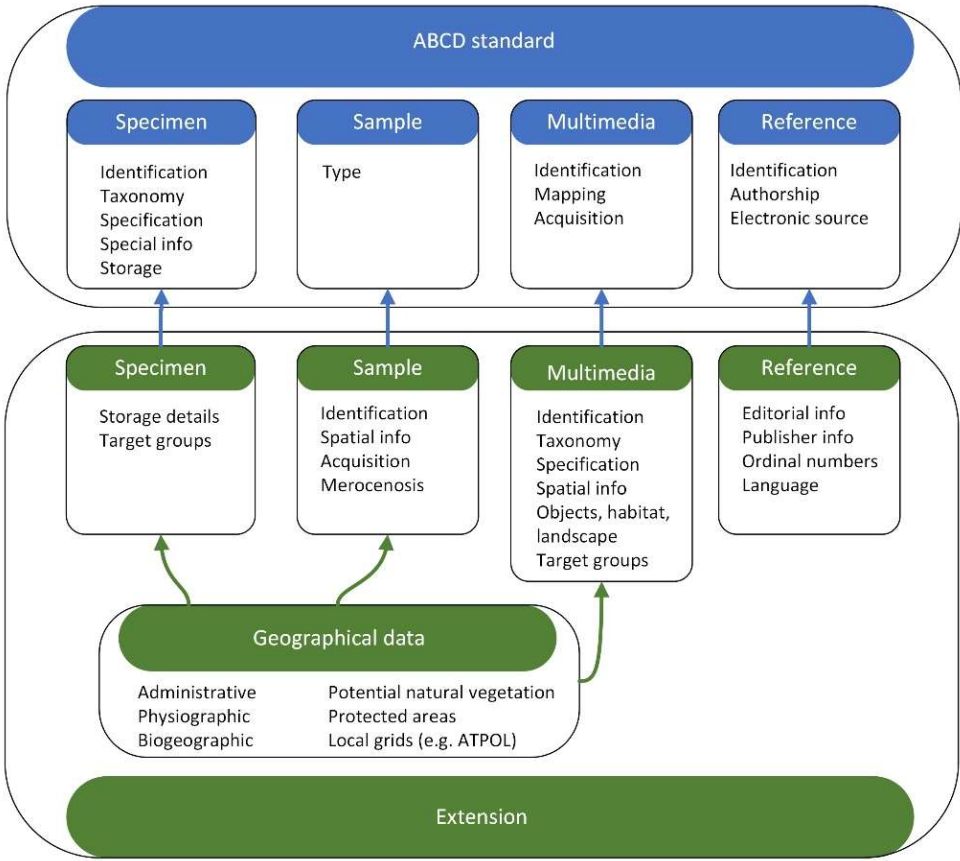 ABCD standard
Specimen
Identification
Taxonomy
Specification
Special info
Storage
Sample
Type
Multimedia
Identification
Mapping
Acquisition
Reference
Identification
Authorship
Electronic source
Specimen
Storage details
Target groups
Sample
Identification
Spatial info
Acquisition
Merocenosis
Multimedia
Identification
Taxonomy
Specification
Spatial info
Objects, habitat,
landscape
Target groups
Reference
Editorial info
Publisher info
Ordinal numbers
Language
Geographical data
Administrative
Physiographic
Biogeographic
Potential natural vegetation
Protected areas
Local grids (e.g. ATPOL)
Extension